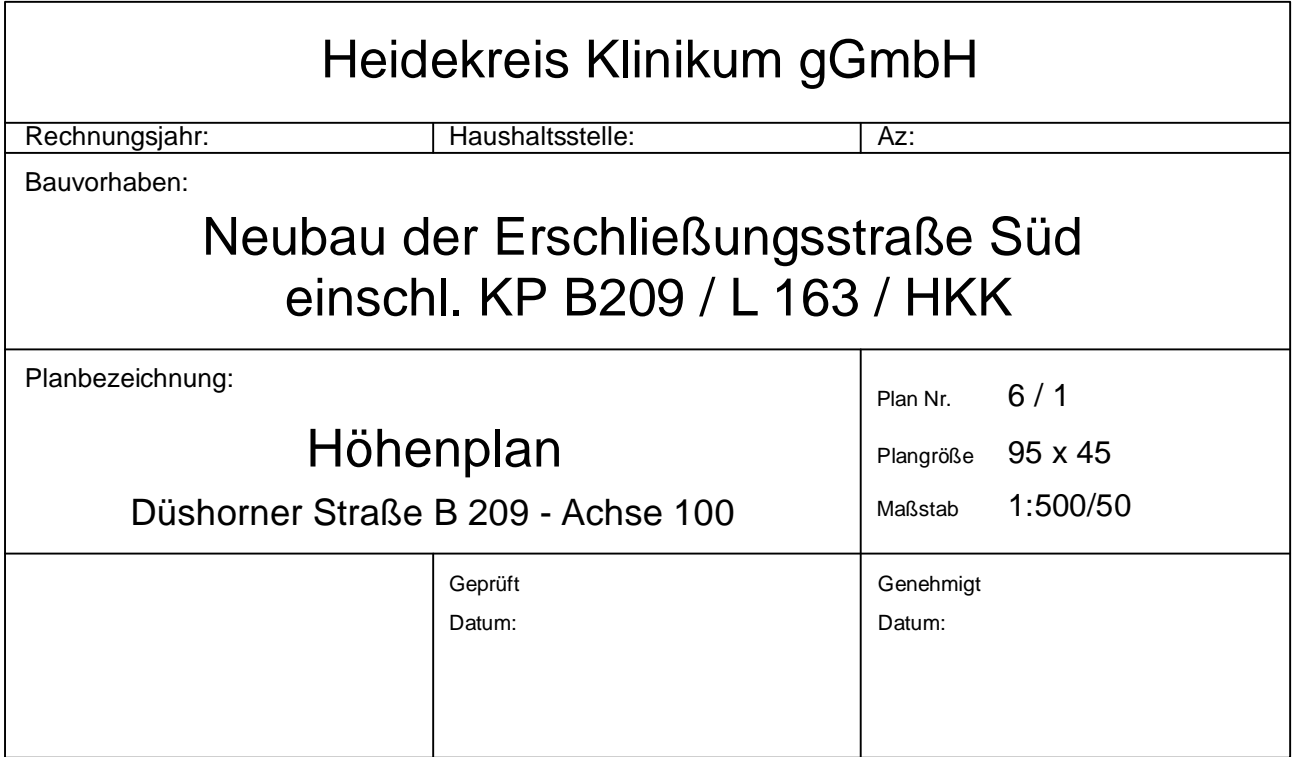 Heidekreis Klinikum gGmbH
Rechnungsjahr:
Haushaltsstelle:
Az:
Bauvorhaben:
Neubau der Erschließungsstraße Süd
einschl. KP B209 / L 163 / HKK
Planbezeichnung:
Höhenplan
Düshorner Straße B 209 - Achse 100
Plan Nr. 6 / 1
Plangröße 95 x 45
Maßstab 1:500/50
Geprüft
Datum:
Genehmigt
Datum: